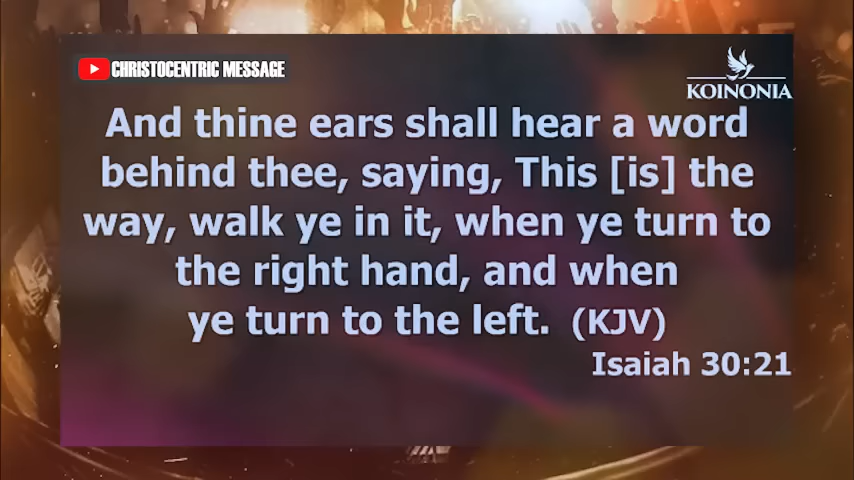 CHRISTOCENTRIC MESSAGE
KOINONIA
And thine ears shall hear a word
behind thee, saying, This [is] the
way, walk ye in it, when ye turn to
the right hand, and when
ye turn to the left. (KJV)
Isaiah 30:21